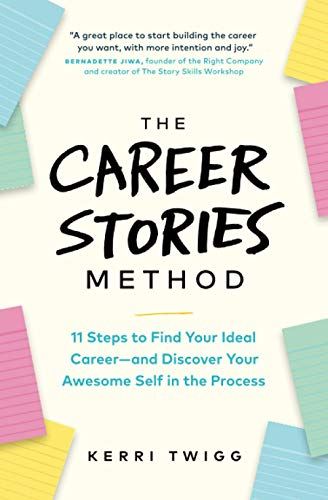 "A great place to start building the career
you want, with more intention and joy."
BERNADETTE JIWA, founder of the Right Company
and creator of The Story Skills Workshop
THE
CAREER
STORIES
METHOD
11 Steps to Find Your Ideal
Career—and Discover Your
Awesome Self in the Process
KERRI TWIGG